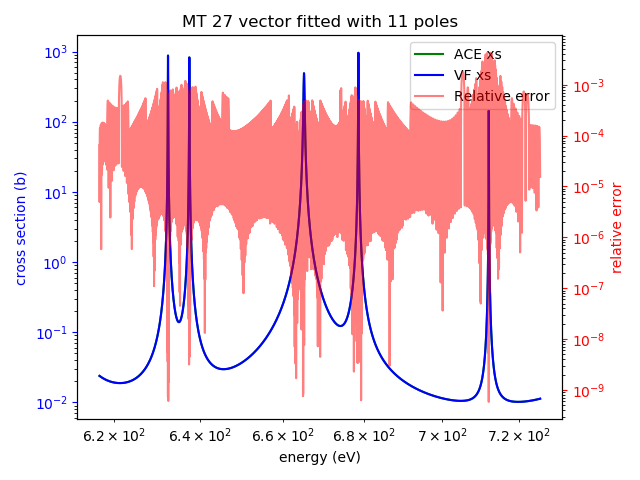 MT 27 vector fitted with 11 poles
ACE xs
VF xs
Relative error
10³
10²
10¹
10⁰
10⁻¹
10⁻²
cross section (b)
10⁻³
10⁻⁴
10⁻⁵
10⁻⁶
10⁻⁷
10⁻⁸
10⁻⁹
relative error
6.2 × 10² 6.4 × 10² 6.6 × 10² 6.8 × 10² 7 × 10² 7.2 × 10²
energy (eV)